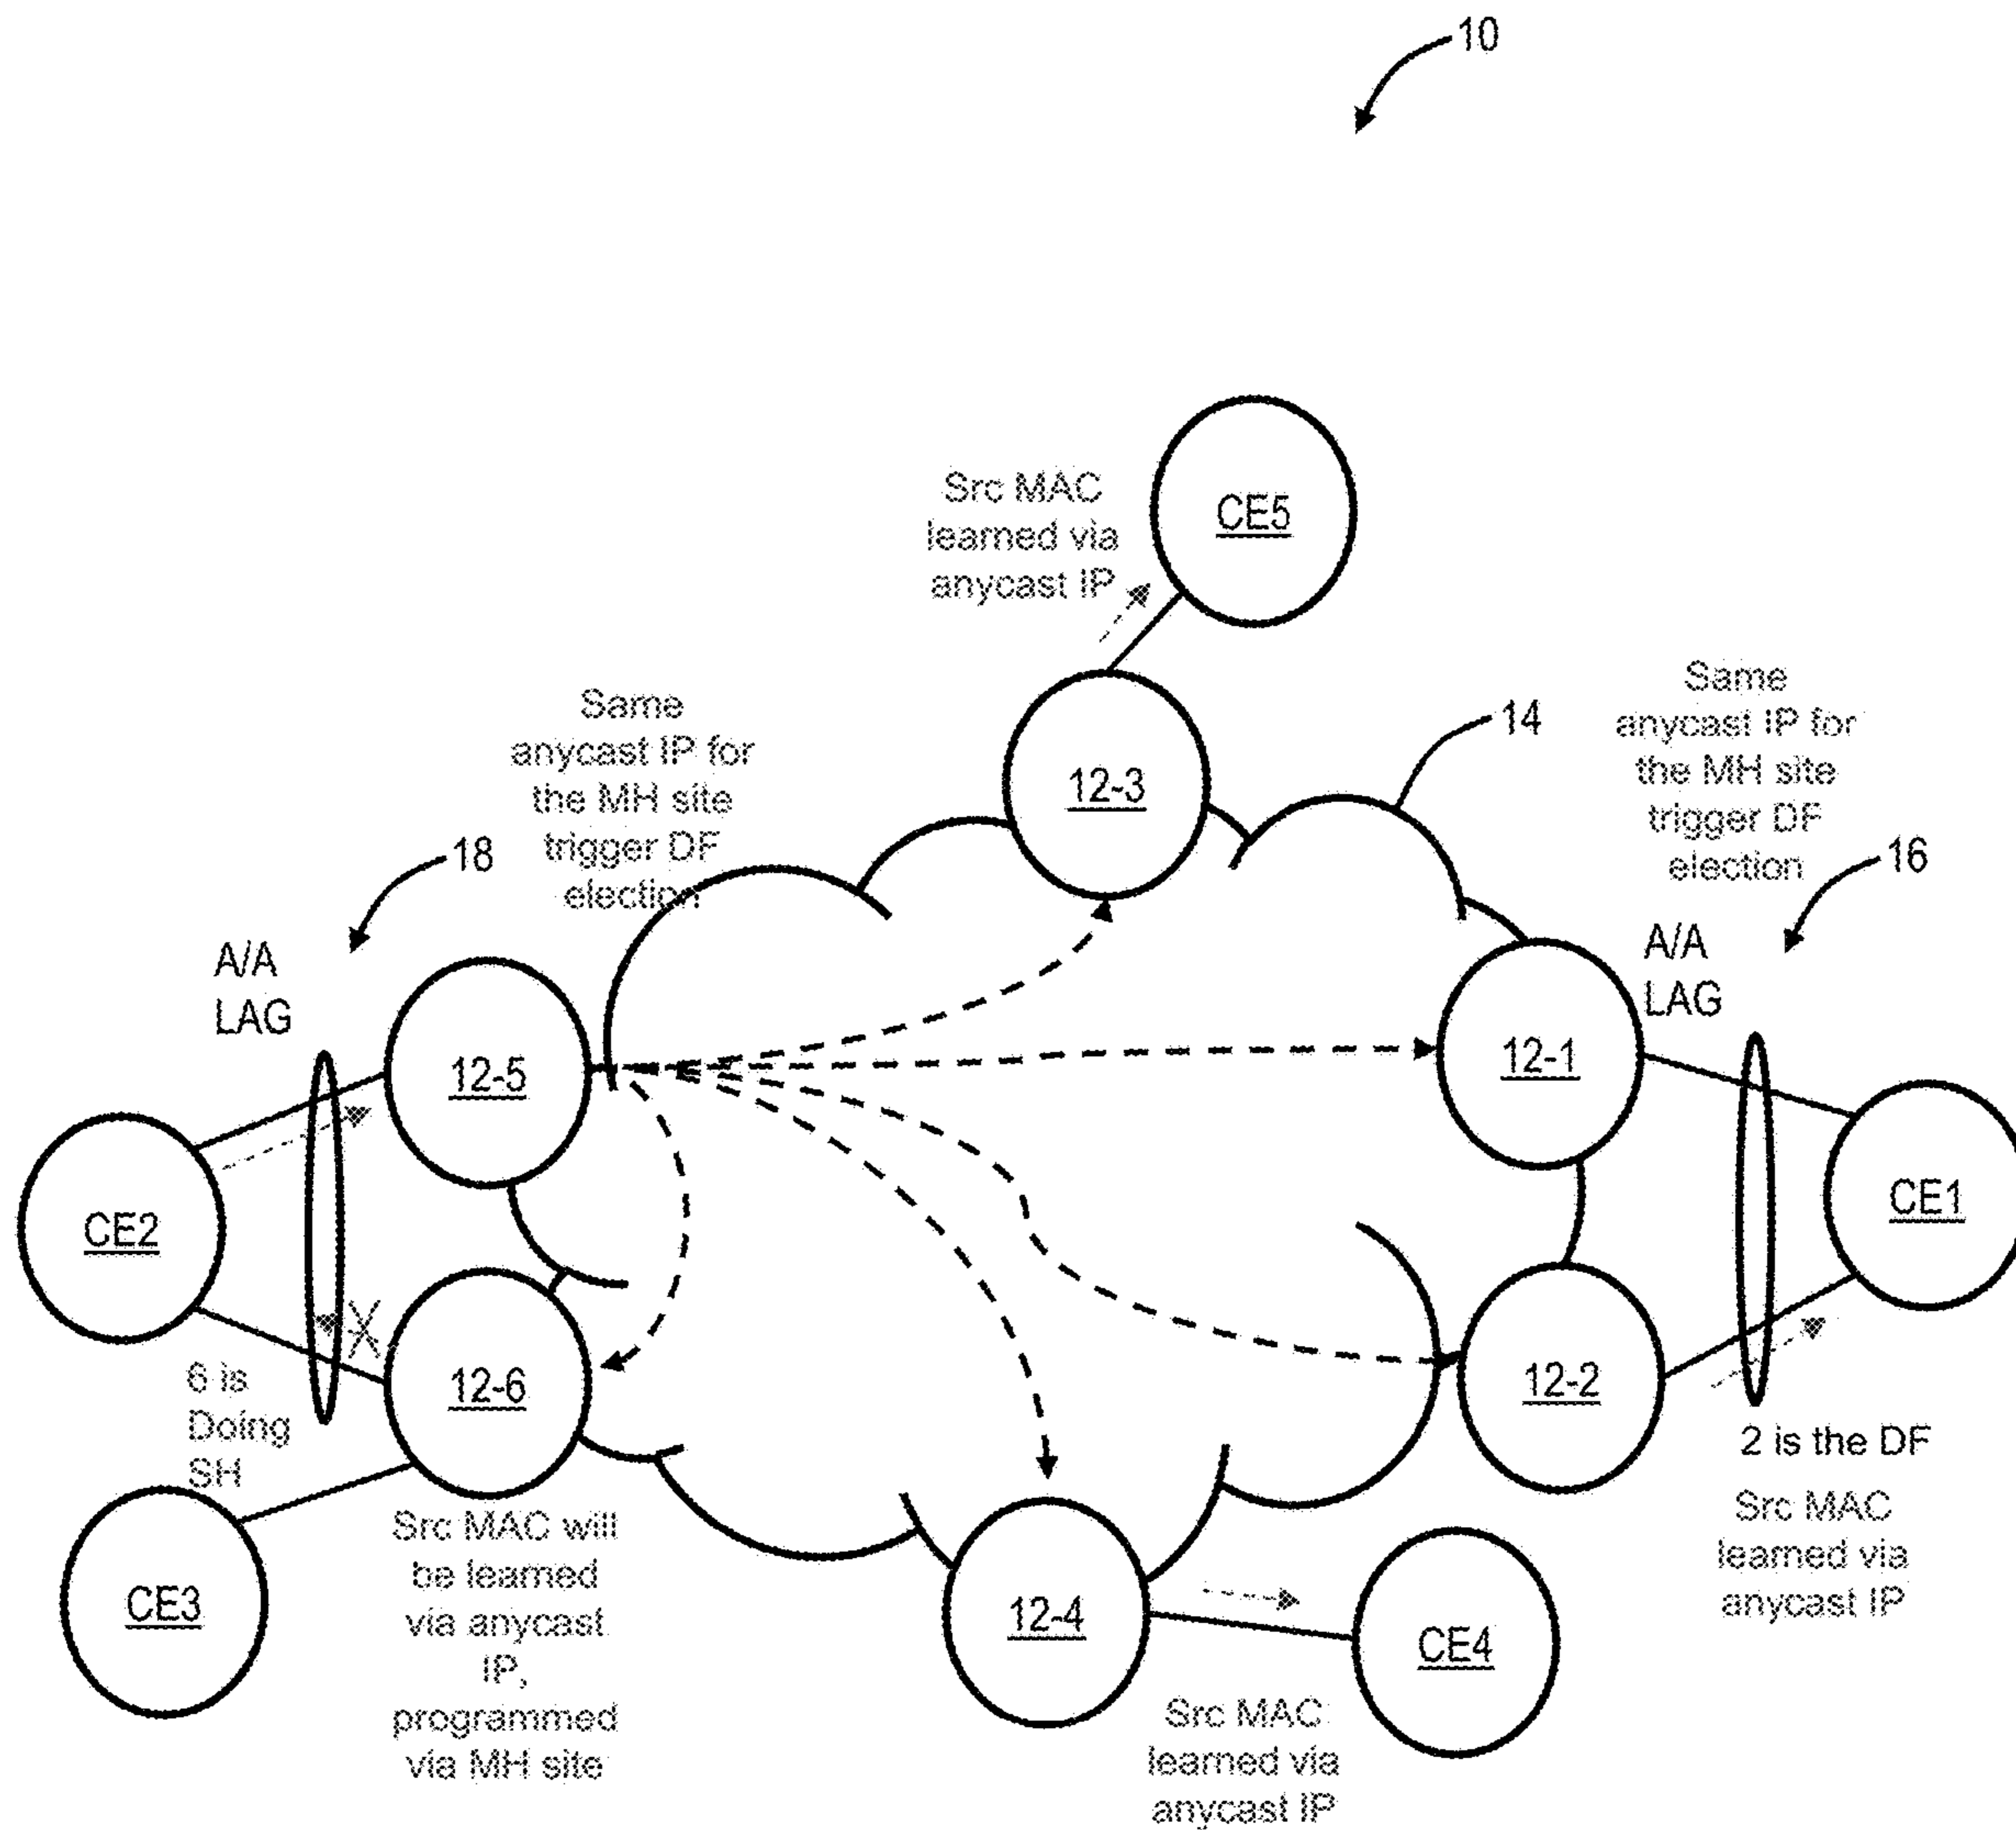 10
Src MAC
learned via
anycast IP
CE5
Same
anycast IP for
the MH site
trigger DF
election
12-3
14
Same
anycast IP for
the MH site
trigger DF
election
18
16
A/A
LAG
A/A
LAG
12-5
12-1
CE2
CE1
X
6 is
Doing
SH
12-6
12-2
2 is the DF
Src MAC
learned via
anycast IP
CE3
Src MAC will
be learned
via anycast
IP,
programmed
via MH site
12-4
CE4
Src MAC
learned via
anycast IP